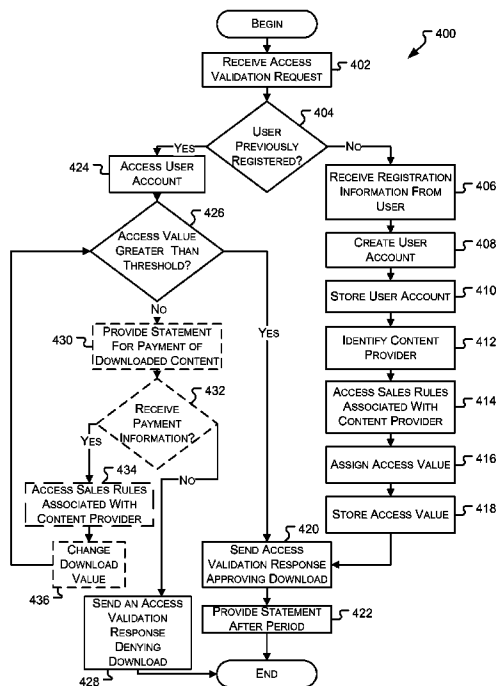 BEGIN
400
RECEIVE ACCESS
VALIDATION REQUEST
402
404
USER
PREVIOUSLY
REGISTERED?
YES
NO
424
ACCESS USER
ACCOUNT
RECEIVE REGISTRATION
INFORMATION FROM
USER
406
426
ACCESS VALUE
GREATER THAN
THRESHOLD?
CREATE USER
ACCOUNT
408
STORE USER ACCOUNT
410
NO
YES
430
PROVIDE STATEMENT
FOR PAYMENT OF
DOWNLOADED CONTENT
IDENTIFY CONTENT
PROVIDER
412
432
RECEIVE
PAYMENT
INFORMATION?
ACCESS SALES RULES
ASSOCIATED WITH
CONTENT PROVIDER
414
YES
NO
434
ASSIGN ACCESS VALUE
416
ACCESS SALES RULES
ASSOCIATED WITH
CONTENT PROVIDER
STORE ACCESS VALUE
418
CHANGE
DOWNLOAD
VALUE
436
420
SEND ACCESS
VALIDATION RESPONSE
APPROVING DOWNLOAD
SEND AN ACCESS
VALIDATION
RESPONSE
DENYING
DOWNLOAD
428
PROVIDE STATEMENT
AFTER PERIOD
422
END